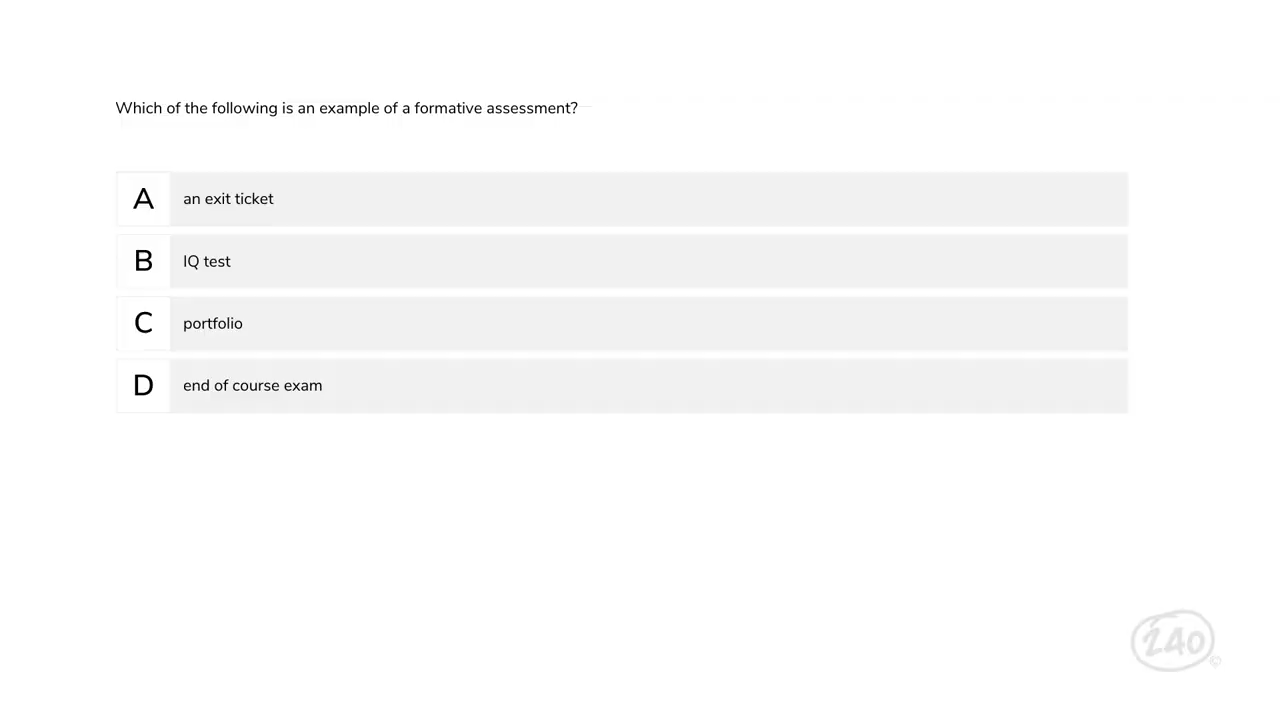 Which of the following is an example of a formative assessment?
A an exit ticket
B IQ test
C portfolio
D end of course exam
240 ©